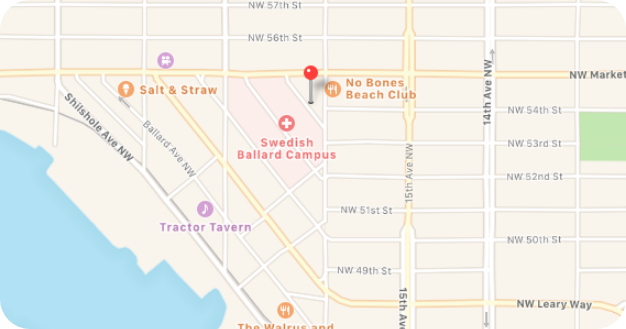 NW 57th St
NW 56th St
NW Market
Salt & Straw
No Bones
Beach Club
14th Ave NW
Shilshole Ave NW
Ballard Ave NW
NW 54th St
Swedish
Ballard Campus
NW 53rd St
15th Ave NW
NW 52nd St
NW 51st St
Tractor Tavern
NW 50th St
NW 49th St
15th Ave N
NW Leary Way
The Walrus and